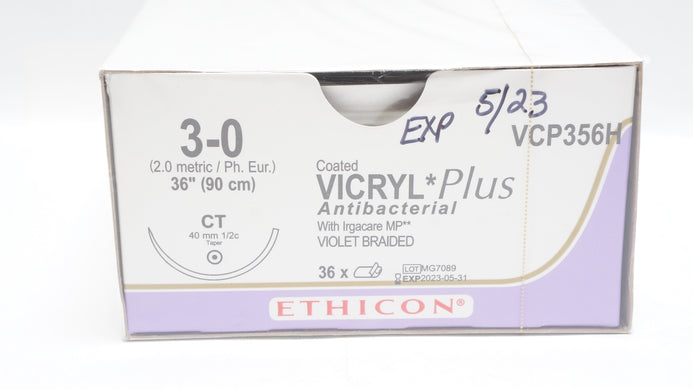 3-0
(2.0 metric / Ph. Eur.)
36" (90 cm)
CT
40 mm 1/2c
Taper
EXP 5/23
VCP356H
Coated
VICRYL* Plus
Antibacterial
With Irgacare MP**
VIOLET BRAIDED
36 x
LOT MG7089
EXP 2023-05-31
ETHICON®